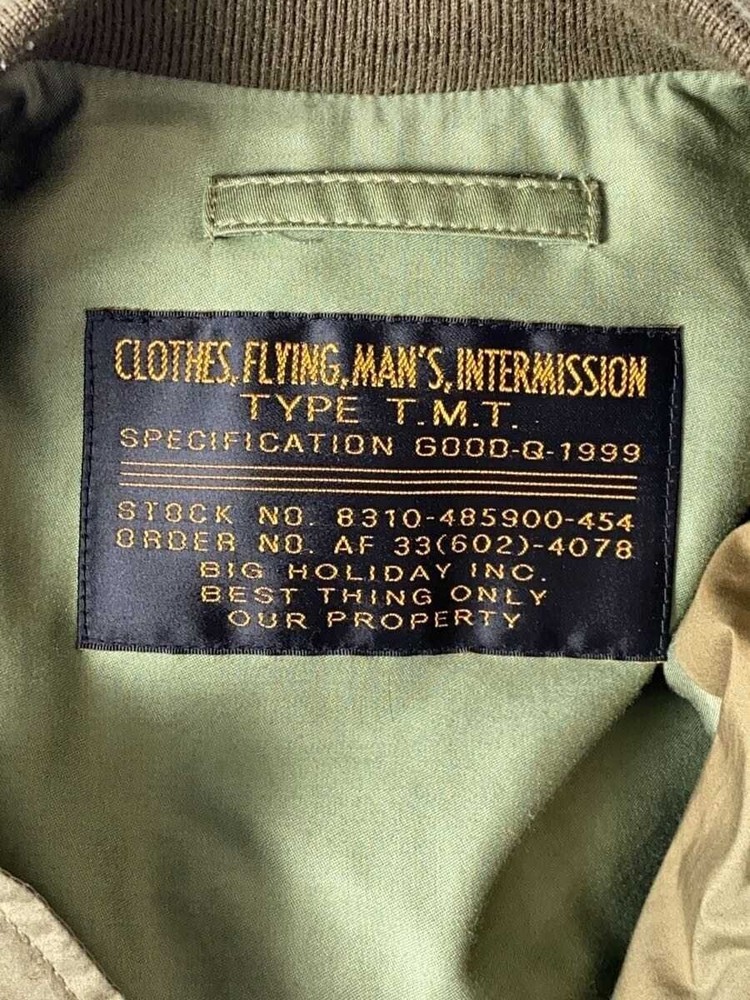 CLOTHES, FLYING, MAN'S, INTERMISSION
TYPE T.M.T.
SPECIFICATION GOOD-Q-1999
STOCK NO. 8310-485900-454
ORDER NO. AF 33(602)-4078
BIG HOLIDAY INC.
BEST THING ONLY
OUR PROPERTY